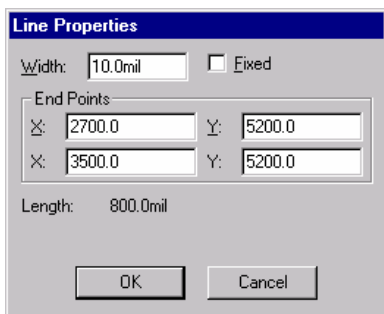 Line Properties
Width: 10.0mil Fixed
End Points
X: 2700.0 Y: 5200.0
X: 3500.0 Y: 5200.0
Length: 800.0mil
OK Cancel